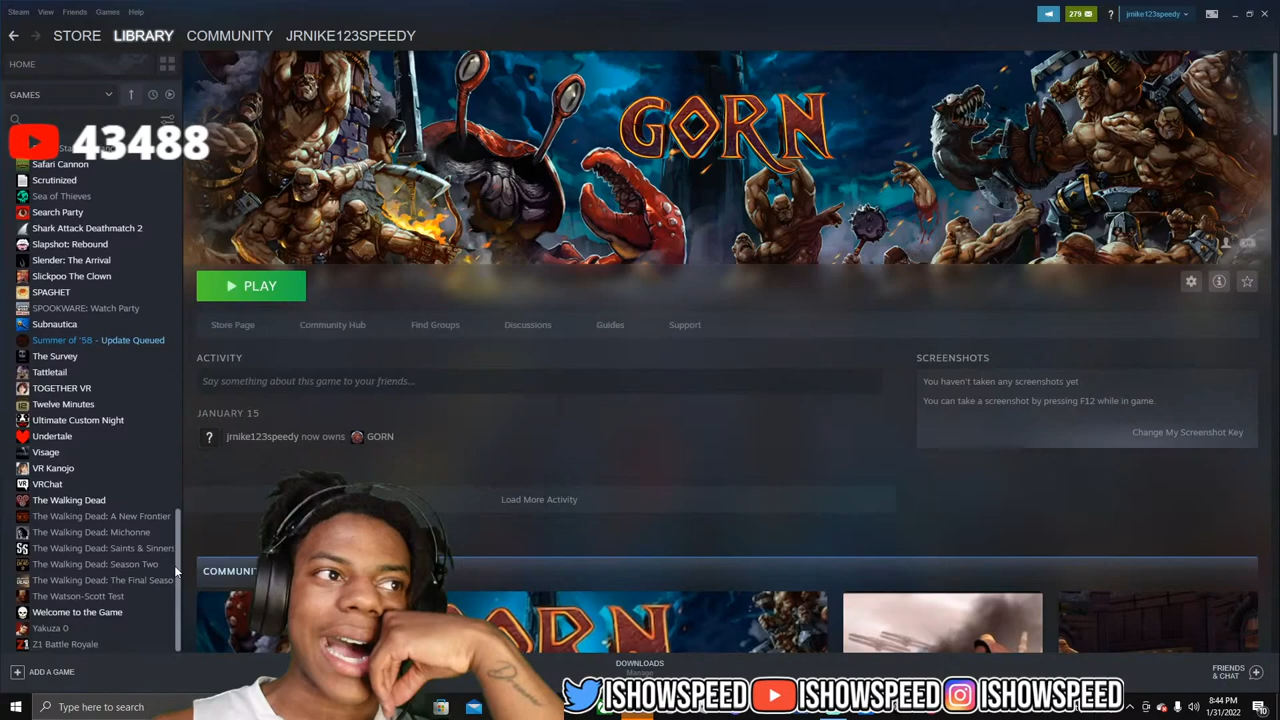 Steam View Friends Games Help
279
?
jrnike123speedy
STORE LIBRARY COMMUNITY JRNIKE123SPEEDY
HOME
GAMES
43488
Safari Cannon
Scrutinized
Sea of Thieves
Search Party
Shark Attack Deathmatch 2
Slapshot: Rebound
Slender: The Arrival
Slickpoo The Clown
SPAGHET
SPOOKWARE: Watch Party
Subnautica
Summer of '58 - Update Queued
The Survey
Tattletail
TOGETHER VR
Twelve Minutes
Ultimate Custom Night
Undertale
Visage
VR Kanojo
VRChat
The Walking Dead
The Walking Dead: A New Frontier
The Walking Dead: Michonne
The Walking Dead: Saints & Sinners
The Walking Dead: Season Two
The Walking Dead: The Final Seaso
The Watson-Scott Test
Welcome to the Game
Yakuza 0
Z1 Battle Royale
ADD A GAME
GORN
PLAY
Store Page Community Hub Find Groups Discussions Guides Support
ACTIVITY
Say something about this game to your friends...
JANUARY 15
? jrnike123speedy now owns GORN
Load More Activity
SCREENSHOTS
You haven't taken any screenshots yet
You can take a screenshot by pressing F12 while in game.
Change My Screenshot Key
COMMUNI
GORN
DOWNLOADS
Manage
FRIENDS
& CHAT
ISHOWSPEED ISHOWSPEED ISHOWSPEED
Type here to search
8:44 PM
1/31/2022